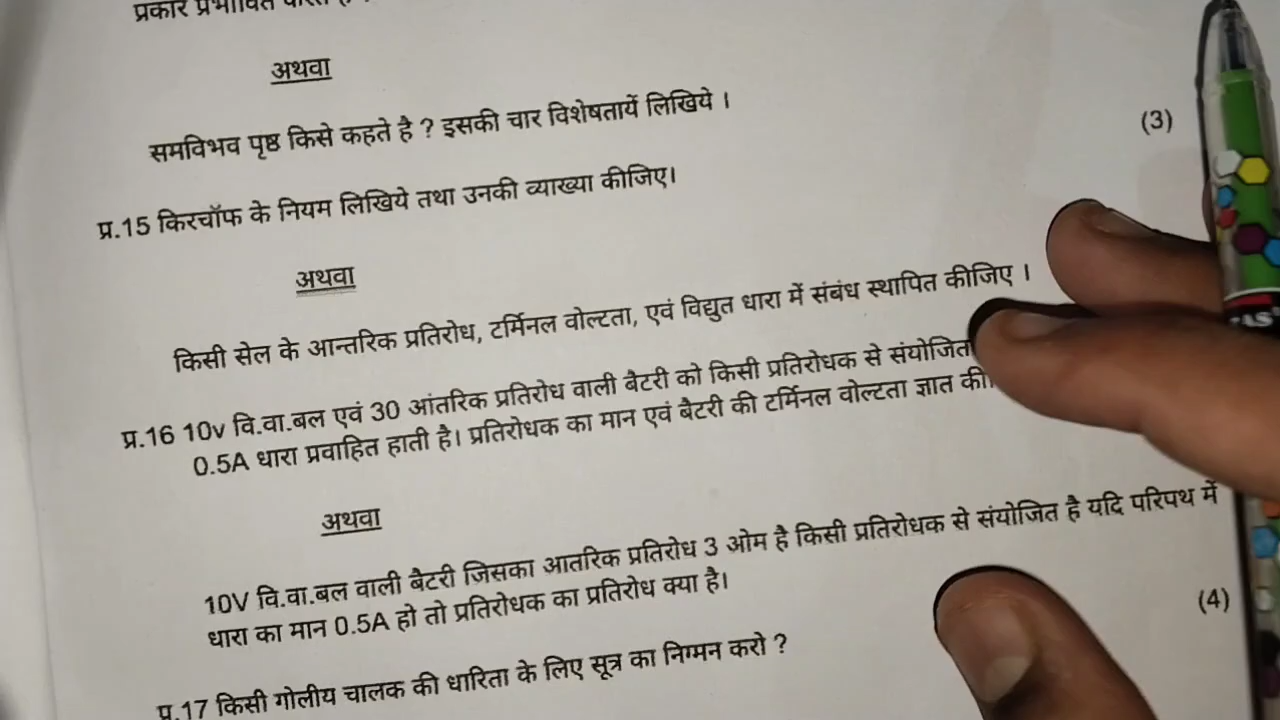 प्रकार प्रभावित
अथवा
समविभव पृष्ठ किसे कहते है ? इसकी चार विशेषतायें लिखिये ।
(3)
प्र.15 किरचॉफ के नियम लिखिये तथा उनकी व्याख्या कीजिए।
अथवा
किसी सेल के आन्तरिक प्रतिरोध, टर्मिनल वोल्टता, एवं विद्युत धारा में संबंध स्थापित कीजिए ।
प्र.16 10v वि.वा.बल एवं 30 आंतरिक प्रतिरोध वाली बैटरी को किसी प्रतिरोधक से संयोजित
0.5A धारा प्रवाहित हाती है। प्रतिरोधक का मान एवं बैटरी की टर्मिनल वोल्टता ज्ञात
अथवा
10V वि.वा.बल वाली बैटरी जिसका आतरिक प्रतिरोध 3 ओम है किसी प्रतिरोधक से संयोजित है यदि परिपथ में
धारा का मान 0.5A हो तो प्रतिरोधक का प्रतिरोध क्या है।
(4)
प्र.17 किसी गोलीय चालक की धारिता के लिए सूत्र का निगमन करो ?